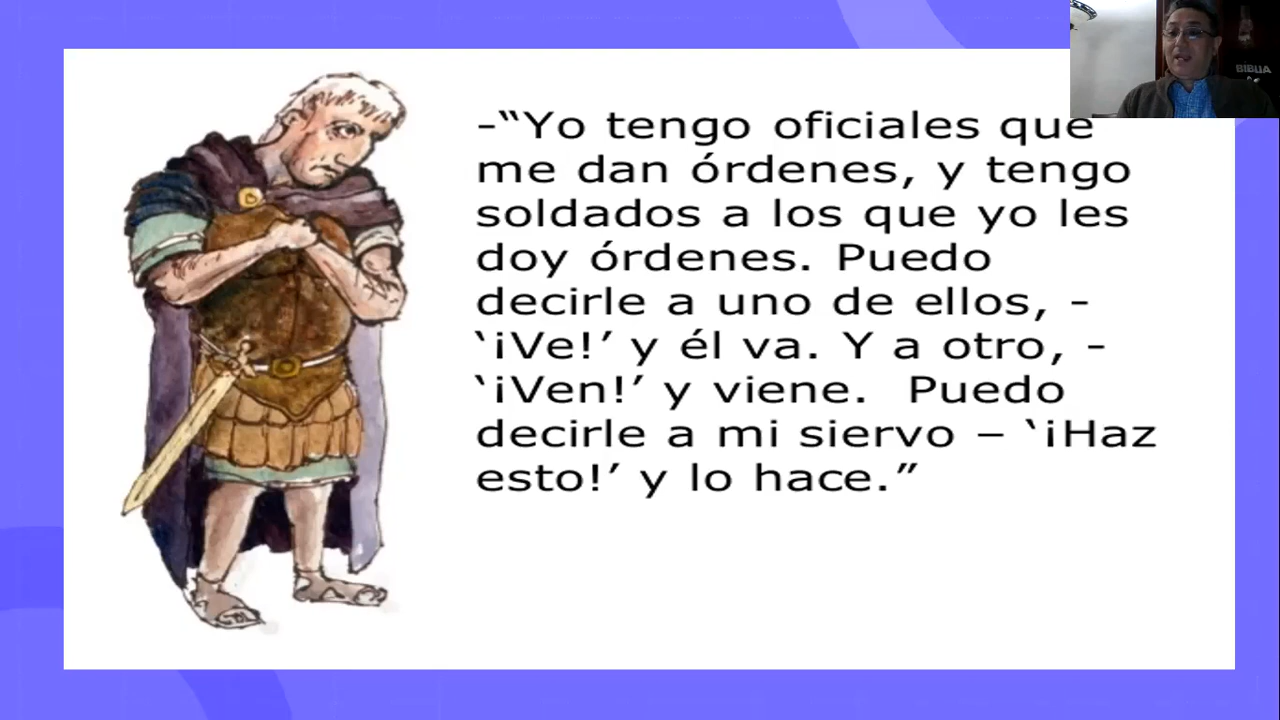 -“Yo tengo oficiales que
me dan órdenes, y tengo
soldados a los que yo les
doy órdenes. Puedo
decirle a uno de ellos, -
‘¡Ve!’ y él va. Y a otro, -
‘¡Ven!’ y viene.  Puedo
decirle a mi siervo – ‘¡Haz
esto!’ y lo hace.”
BIBLIA